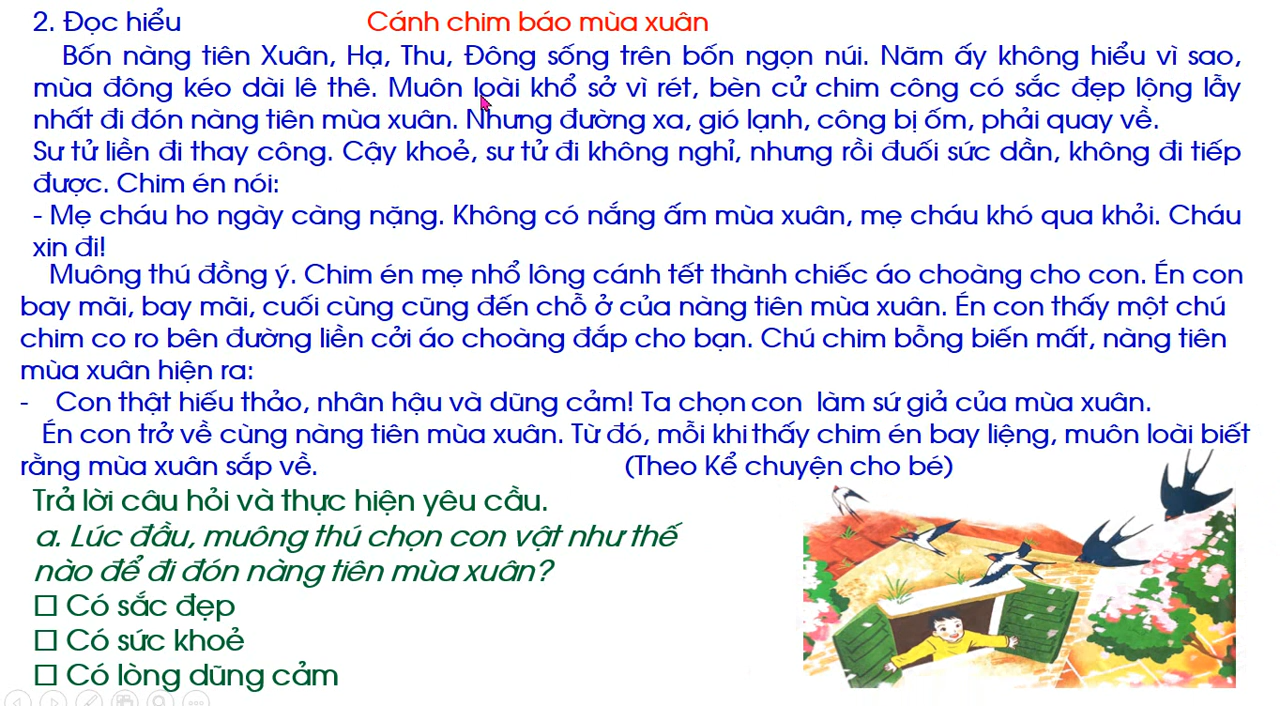 2. Đọc hiểu
Cánh chim báo mùa xuân
Bốn nàng tiên Xuân, Hạ, Thu, Đông sống trên bốn ngọn núi. Năm ấy không hiểu vì sao,
mùa đông kéo dài lê thê. Muôn loài khổ sở vì rét, bèn cử chim công có sắc đẹp lộng lẫy
nhất đi đón nàng tiên mùa xuân. Nhưng đường xa, gió lạnh, công bị ốm, phải quay về.
Sư tử liền đi thay công. Cậy khoẻ, sư tử đi không nghỉ, nhưng rồi đuối sức dần, không đi tiếp
được. Chim én nói:
- Mẹ cháu ho ngày càng nặng. Không có nắng ấm mùa xuân, mẹ cháu khó qua khỏi. Cháu
xin đi!
Muông thú đồng ý. Chim én mẹ nhổ lông cánh tết thành chiếc áo choàng cho con. Én con
bay mãi, bay mãi, cuối cùng cũng đến chỗ ở của nàng tiên mùa xuân. Én con thấy một chú
chim co ro bên đường liền cởi áo choàng đắp cho bạn. Chú chim bỗng biến mất, nàng tiên
mùa xuân hiện ra:
- Con thật hiếu thảo, nhân hậu và dũng cảm! Ta chọn con làm sứ giả của mùa xuân.
Én con trở về cùng nàng tiên mùa xuân. Từ đó, mỗi khi thấy chim én bay liệng, muôn loài biết
rằng mùa xuân sắp về. (Theo Kể chuyện cho bé)
Trả lời câu hỏi và thực hiện yêu cầu.
a. Lúc đầu, muông thú chọn con vật như thế
nào để đi đón nàng tiên mùa xuân?
□ Có sắc đẹp
□ Có sức khoẻ
□ Có lòng dũng cảm